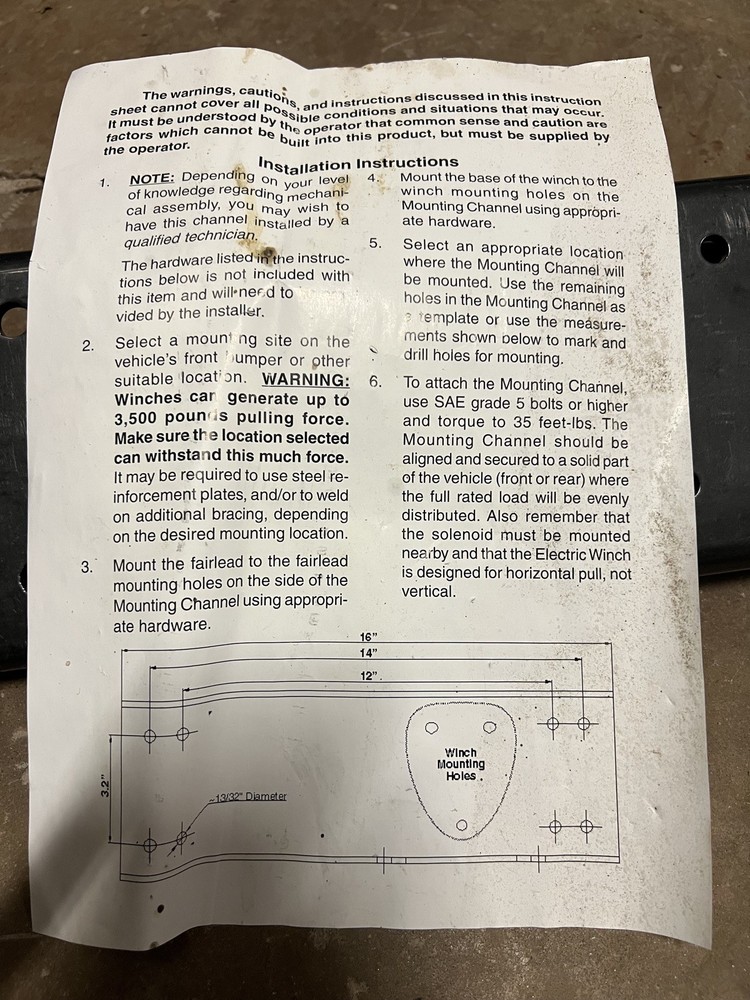 The warnings, cautions, and instructions discussed in this instruction
sheet cannot cover all possible conditions and situations that may occur.
It must be understood by the operator that common sense and caution are
factors which cannot be built into this product, but must be supplied by
the operator.
Installation Instructions
1. NOTE: Depending on your level
of knowledge regarding mechani-
cal assembly, you may wish to
have this channel installed by a
qualified technician.
The hardware listed in the instruc-
tions below is not included with
this item and will need to
vided by the installer.
2. Select a mounting site on the
vehicle's front bumper or other
suitable location. WARNING:
Winches can generate up to
3,500 pounds pulling force.
Make sure the location selected
can withstand this much force.
It may be required to use steel re-
inforcement plates, and/or to weld
on additional bracing, depending
on the desired mounting location.
3. Mount the fairlead to the fairlead
mounting holes on the side of the
Mounting Channel using appropri-
ate hardware.
4. Mount the base of the winch to the
winch mounting holes on the
Mounting Channel using appropri-
ate hardware.
5. Select an appropriate location
where the Mounting Channel will
be mounted. Use the remaining
holes in the Mounting Channel as
a template or use the measure-
ments shown below to mark and
drill holes for mounting.
6. To attach the Mounting Channel,
use SAE grade 5 bolts or higher
and torque to 35 feet-lbs. The
Mounting Channel should be
aligned and secured to a solid part
of the vehicle (front or rear) where
the full rated load will be evenly
distributed. Also remember that
the solenoid must be mounted
nearby and that the Electric Winch
is designed for horizontal pull, not
vertical.
16"
14"
12"
3.2"
~13/32" Diameter
Winch
Mounting
Holes